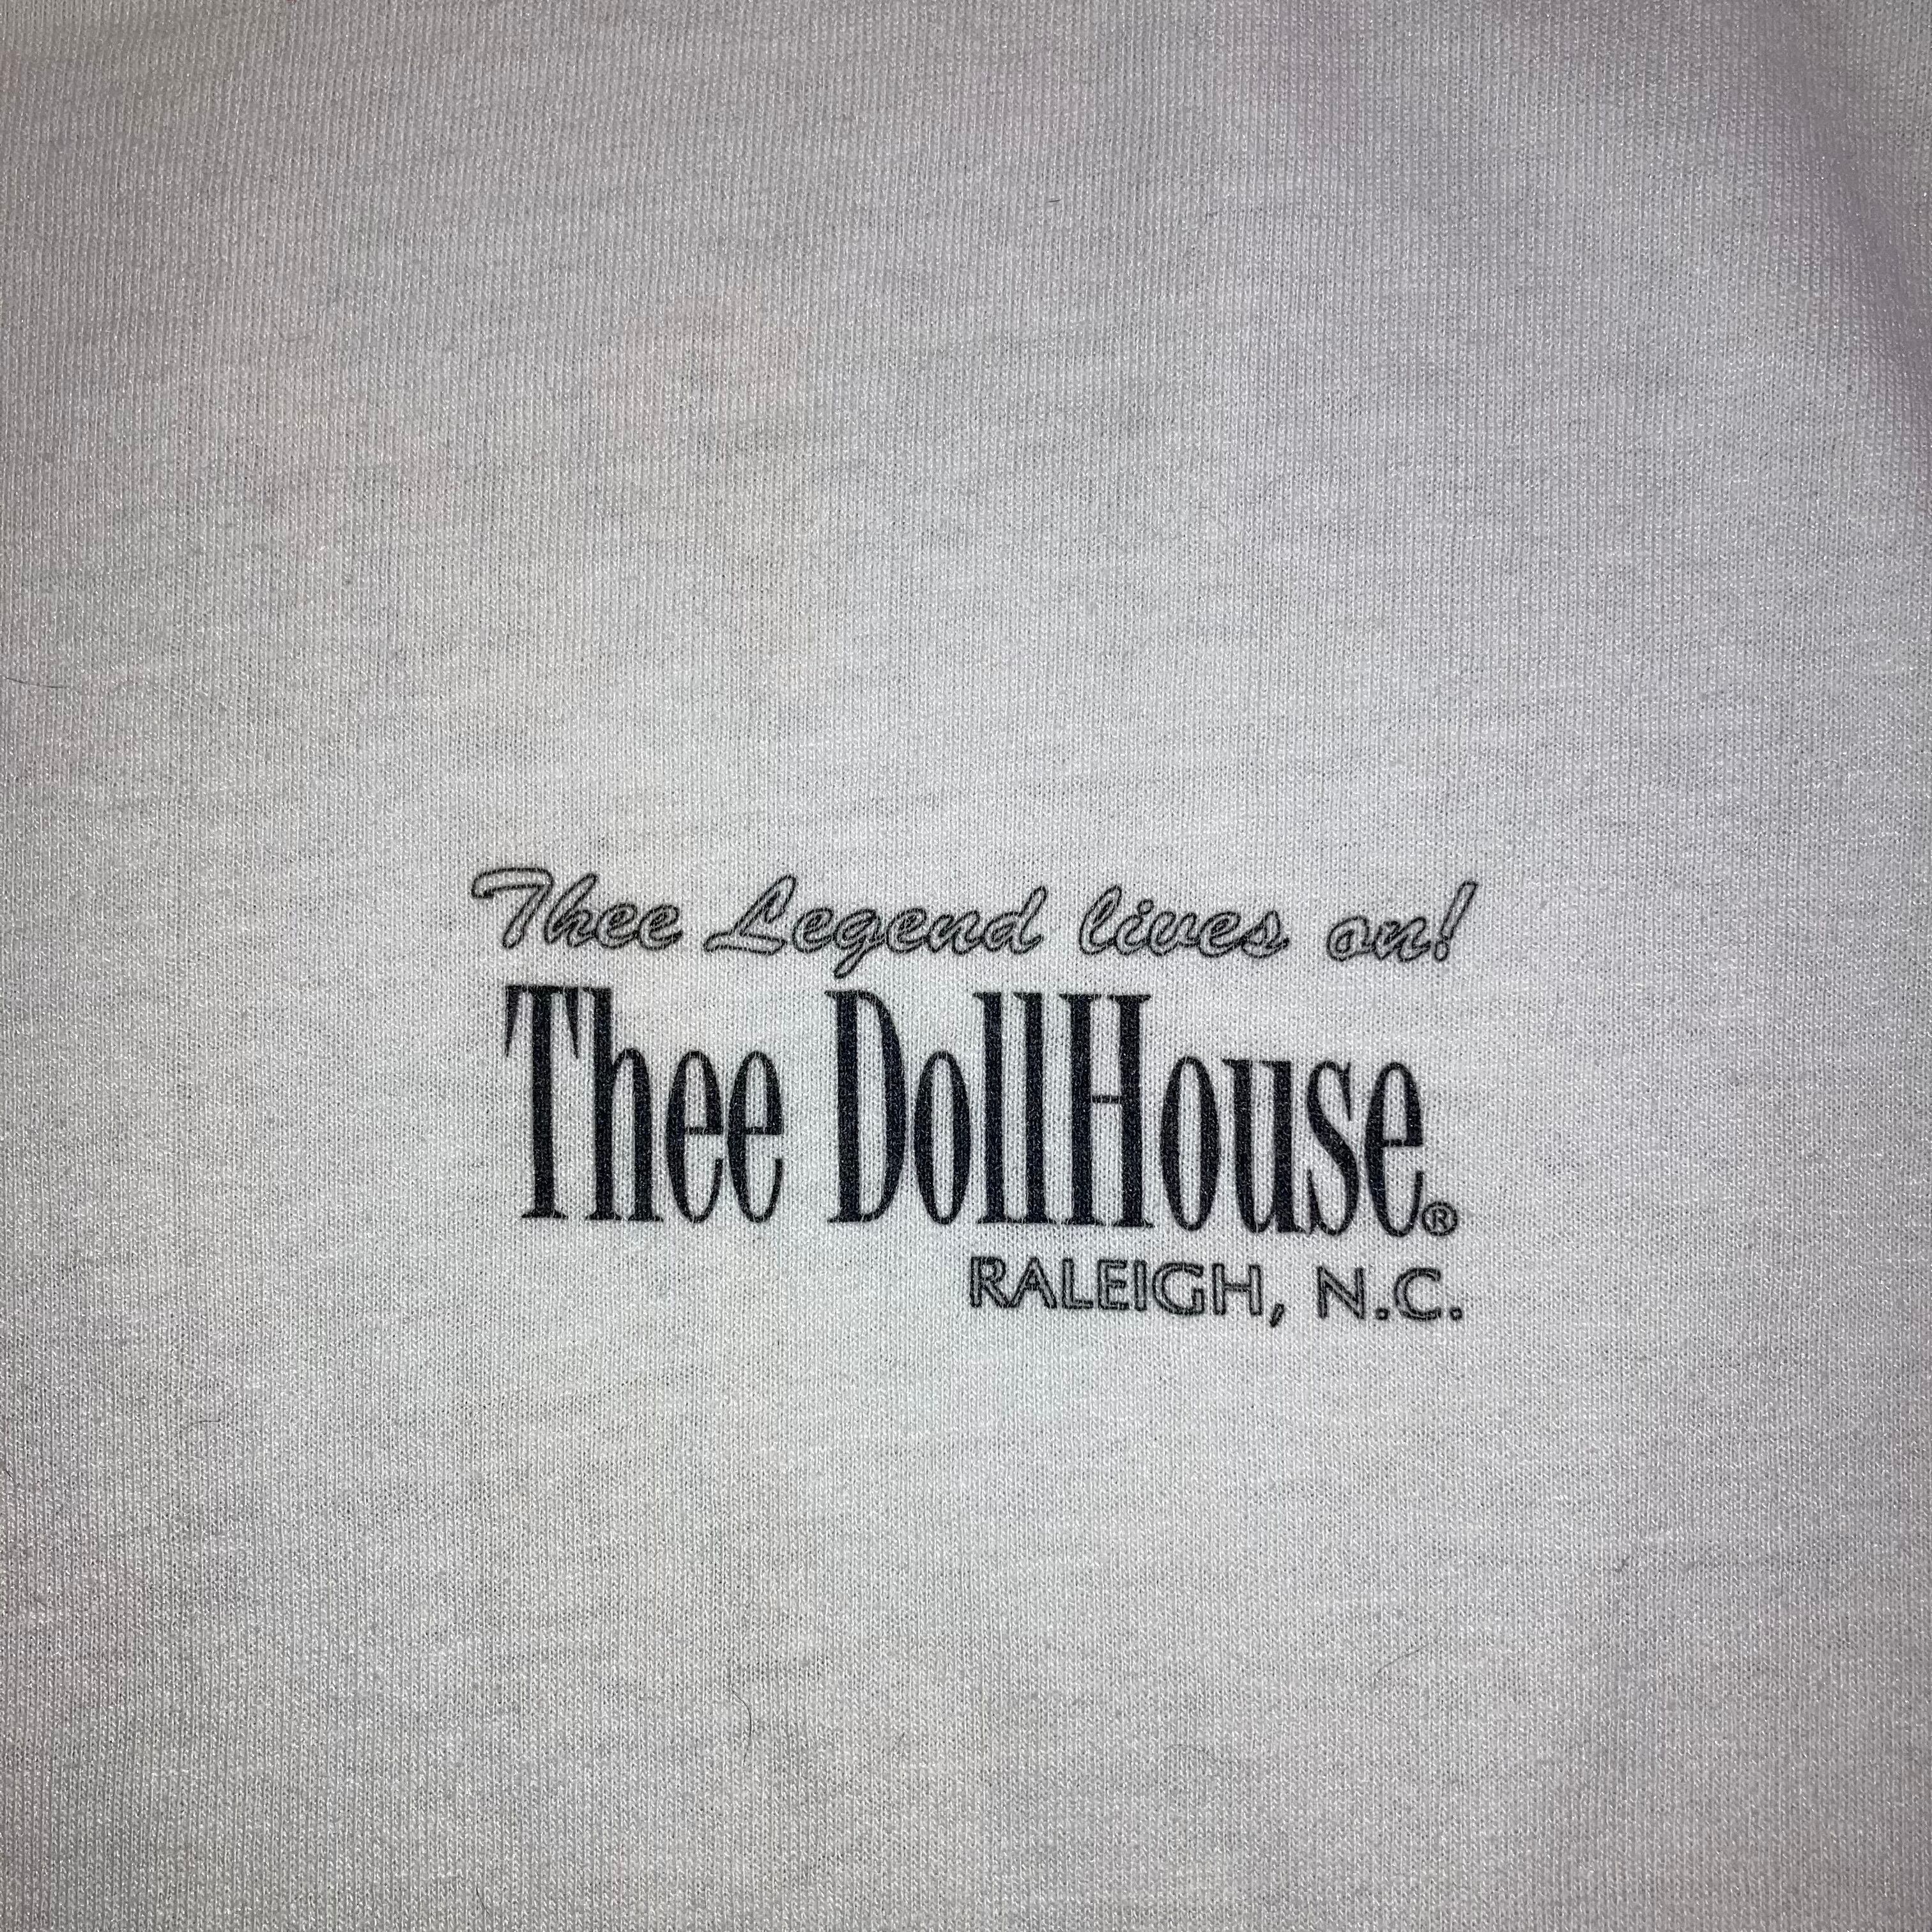 Thee Legend lives on!
Thee DollHouse®
RALEIGH, N.C.